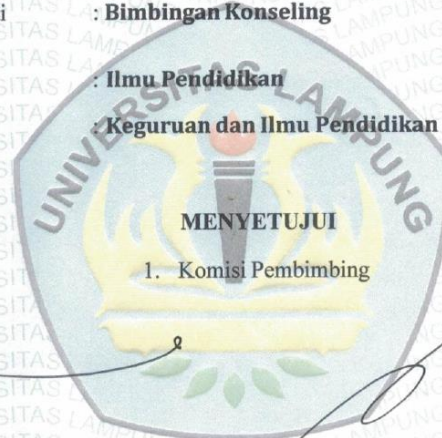 i : Bimbingan Konseling
: Ilmu Pendidikan
: Keguruan dan Ilmu Pendidikan
UNIVERSITAS LAMPUNG
MENYETUJUI
1. Komisi Pembimbing